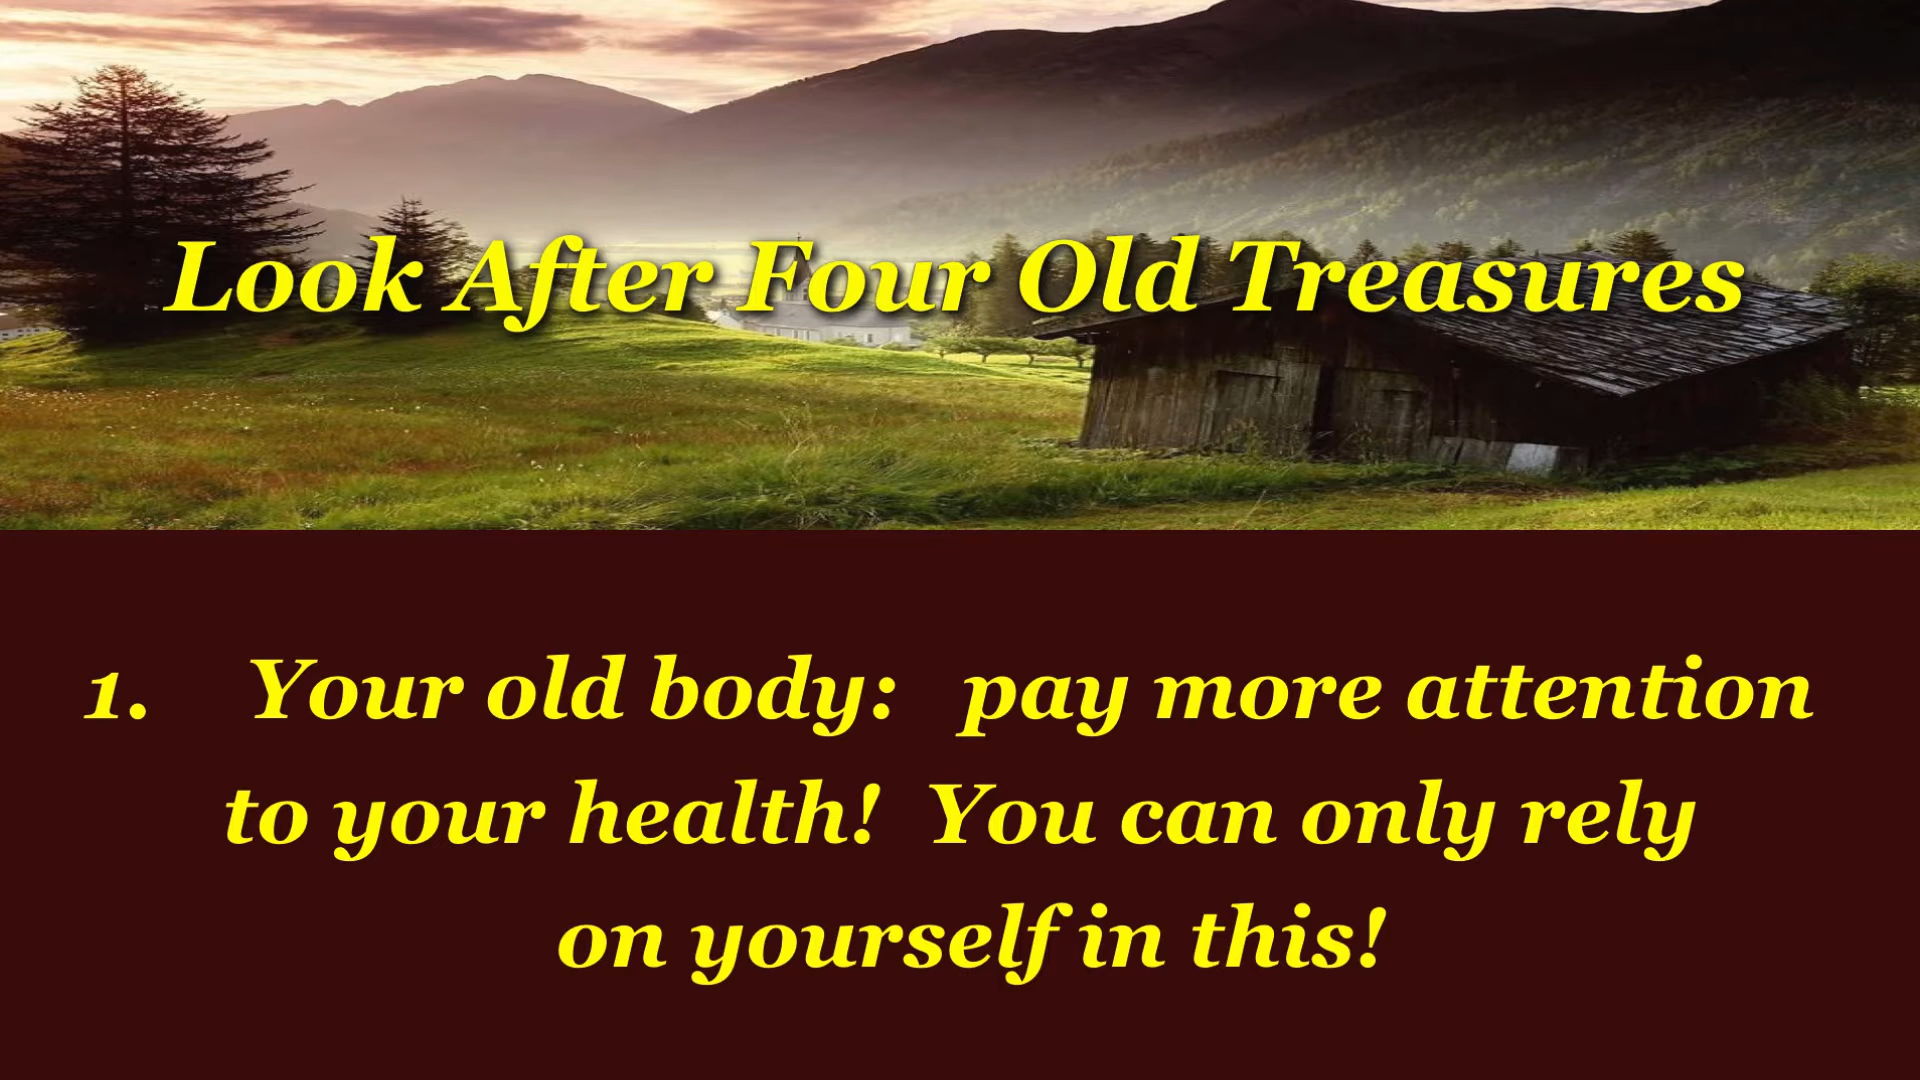 Look After Four Old Treasures
1. Your old body: pay more attention
to your health! You can only rely
on yourself in this!